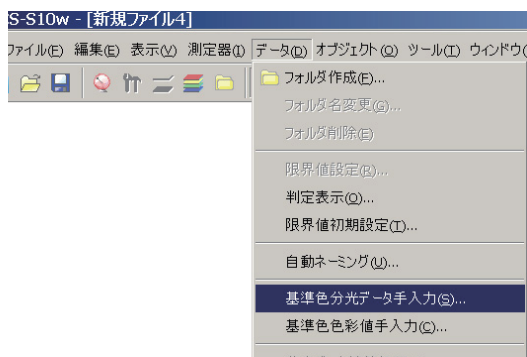 S-S10w - [新規ファイル4]
ファイル(F) 編集(E) 表示(V) 測定器(I) データ(D) オブジェクト(O) ツール(T) ウィンドウ(
フォルダ作成(F)...
フォルダ名変更(G)...
フォルダ削除(E)
限界値設定(R)...
判定表示(O)...
限界値初期設定(T)...
自動ネーミング(U)...
基準色分光データ手入力(S)...
基準色色彩値手入力(C)...